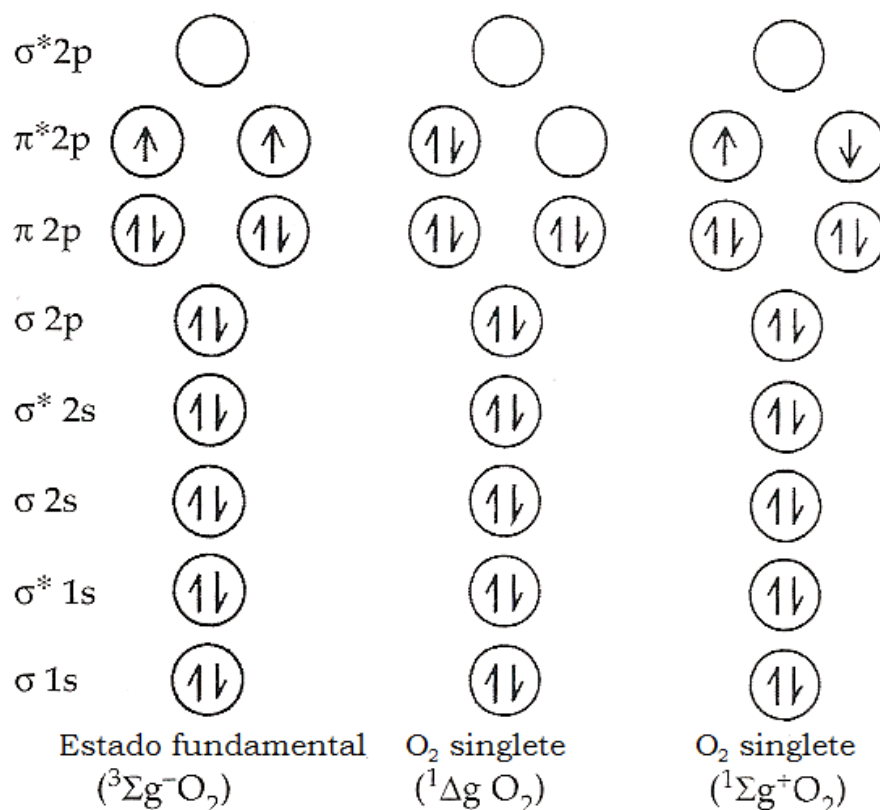 σ*2p
π*2p
π 2p
σ 2p
σ* 2s
σ 2s
σ* 1s
σ 1s
Estado fundamental
(³Σg⁻O₂)
O₂ singlete
(¹Δg O₂)
O₂ singlete
(¹Σg⁺O₂)